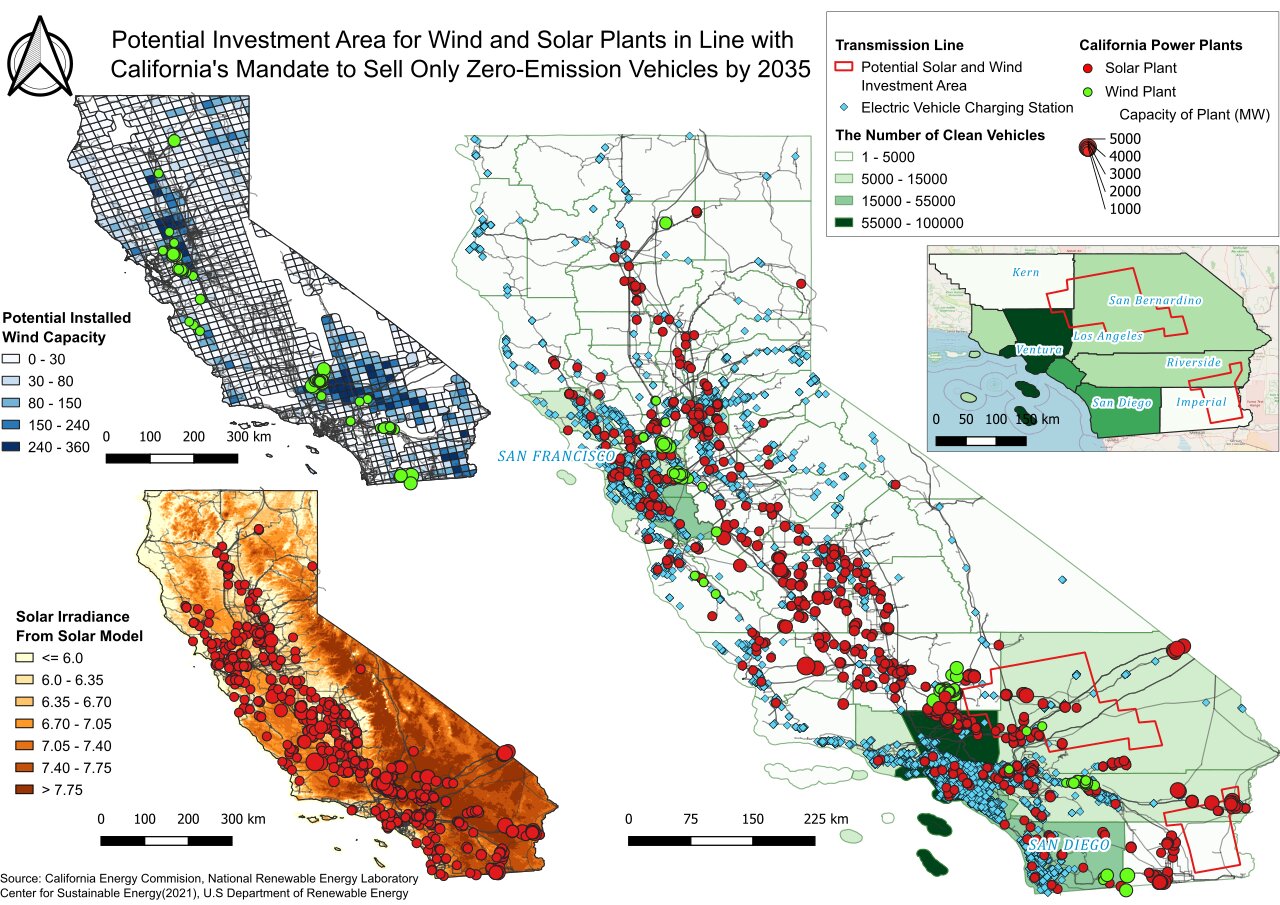 Potential Investment Area for Wind and Solar Plants in Line with
California's Mandate to Sell Only Zero-Emission Vehicles by 2035
Transmission Line
Potential Solar and Wind
Investment Area
Electric Vehicle Charging Station
The Number of Clean Vehicles
1 - 5000
5000 - 15000
15000 - 55000
55000 - 100000
California Power Plants
Solar Plant
Wind Plant
Capacity of Plant (MW)
5000
4000
3000
2000
1000
Kern
San Bernardino
Los Angeles
Ventura
Riverside
San Diego
Imperial
0 50 100 150 km
Potential Installed
Wind Capacity
0 - 30
30 - 80
80 - 150
150 - 240
240 - 360
0 100 200 300 km
SAN FRANCISCO
SAN DIEGO
0 75 150 225 km
Solar Irradiance
From Solar Model
<= 6.0
6.0 - 6.35
6.35 - 6.70
6.70 - 7.05
7.05 - 7.40
7.40 - 7.75
> 7.75
0 100 200 300 km
Source: California Energy Commision, National Renewable Energy Laboratory
Center for Sustainable Energy(2021), U.S Department of Renewable Energy